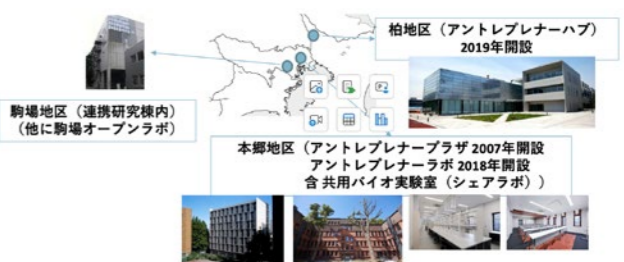 柏地区（アントレプレナーハブ）
2019年開設
駒場地区（連携研究棟内）
（他に駒場オープンラボ）
本郷地区（アントレプレナープラザ 2007年開設
アントレプレナーラボ 2018年開設
含 共用バイオ実験室（シェアラボ））